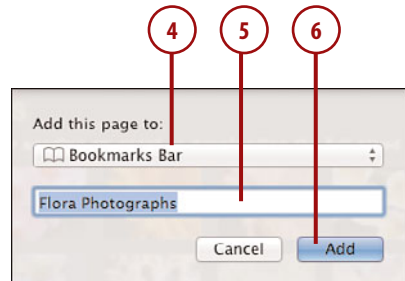 4 5 6
Add this page to:
Bookmarks Bar
Flora Photographs
Cancel Add